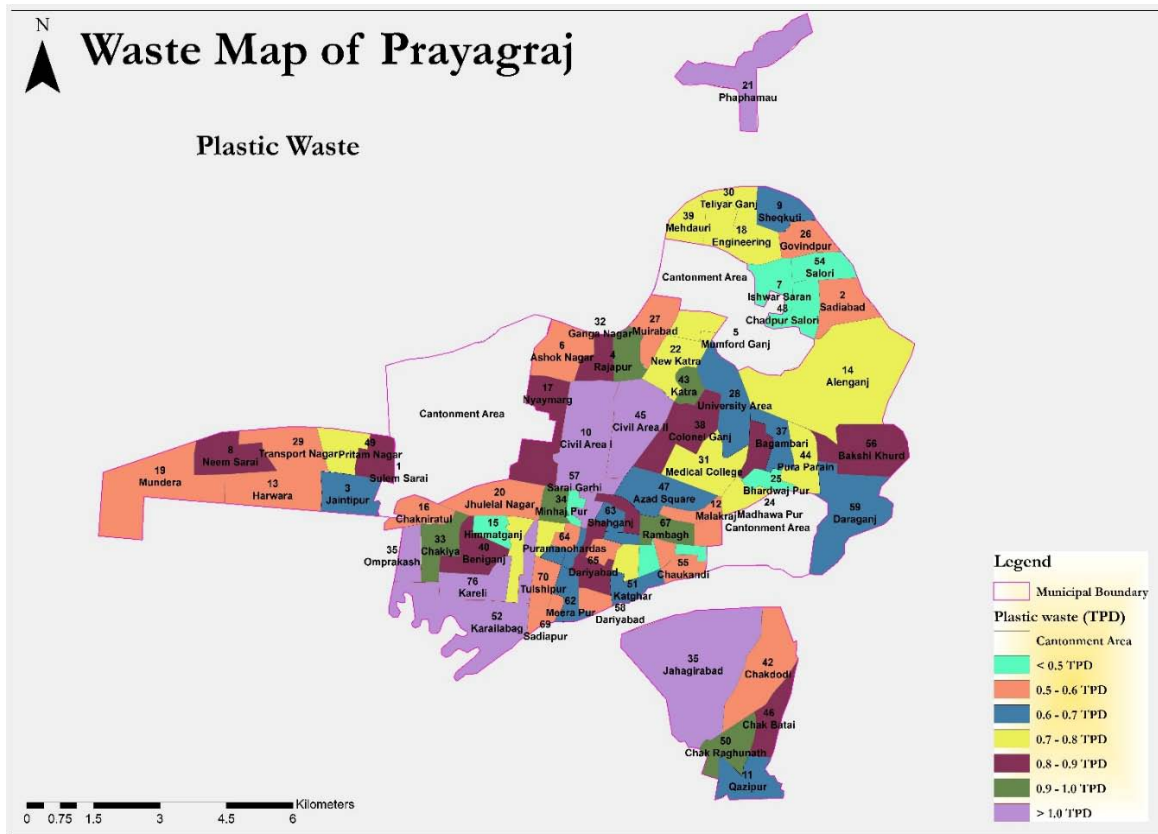 N
Waste Map of Prayagraj
Plastic Waste
21
Phaphamau
30
Teliyar Ganj
9
Sheqkuti
39
Mehdauri
18
Engineering
26
Govindpur
54
Salori
Cantonment Area
7
Ishwar Saran
48
Chadpur Salori
2
Sadiabad
32
Ganga Nagar
27
Muirabad
5
Mumford Ganj
6
Ashok Nagar
4
Rajapur
22
New Katra
14
Alenganj
43
Katra
17
Nyaymarg
28
University Area
Cantonment Area
10
Civil Area i
45
Civil Area II
38
Colonel Ganj
37
Bagambari
44
Pura Parain
56
Bakshi Khurd
31
Medical College
8
Neem Sarai
29
Transport Nagar
49
Pritam Nagar
1
Sulem Sarai
19
Mundera
13
Harwara
3
Jaintipur
57
Sarai Garhi
47
Azad Square
25
Bhardwaj Pur
24
Madhawa Pur
Cantonment Area
59
Daraganj
16
Chakniratul
20
Jhulelal Nagar
34
Minhaj Pur
63
Shahganj
12
Malakraj
67
Rambagh
15
Himmatganj
33
Chakiya
40
Beniganj
64
Puramanohardas
35
Omprakash
65
Dariyabad
55
Chaukandi
76
Kareli
70
Tulshipur
51
Katghar
62
Meera Pur
58
Dariyabad
52
Karailabag
69
Sadiapur
35
Jahagirabad
42
Chakdodi
46
Chak Batai
50
Chak Raghunath
11
Qazipur
Legend
Municipal Boundary
Plastic waste (TPD)
Cantonment Area
< 0.5 TPD
0.5 - 0.6 TPD
0.6 - 0.7 TPD
0.7 - 0.8 TPD
0.8 - 0.9 TPD
0.9 - 1.0 TPD
> 1.0 TPD
Kilometers
0 0.75 1.5 3 4.5 6